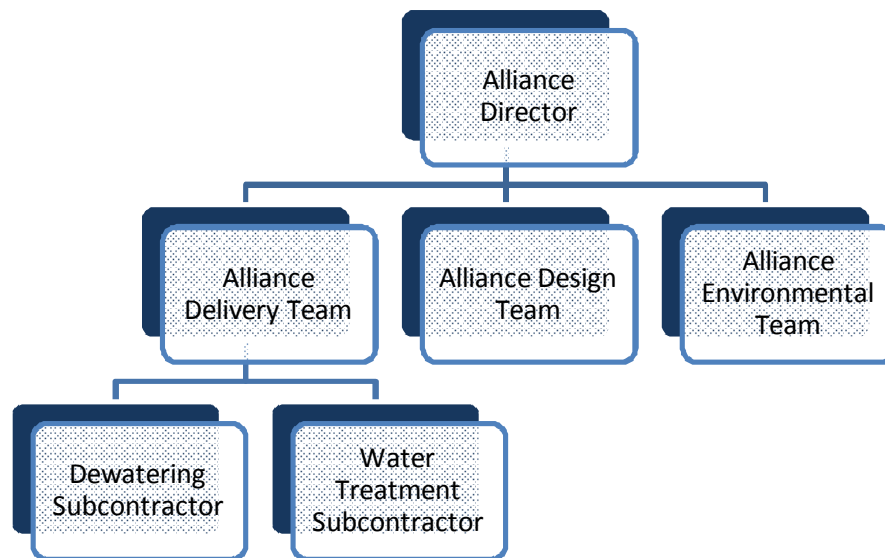 Alliance
Director
Alliance
Delivery Team
Alliance Design
Team
Alliance
Environmental
Team
Dewatering
Subcontractor
Water
Treatment
Subcontractor